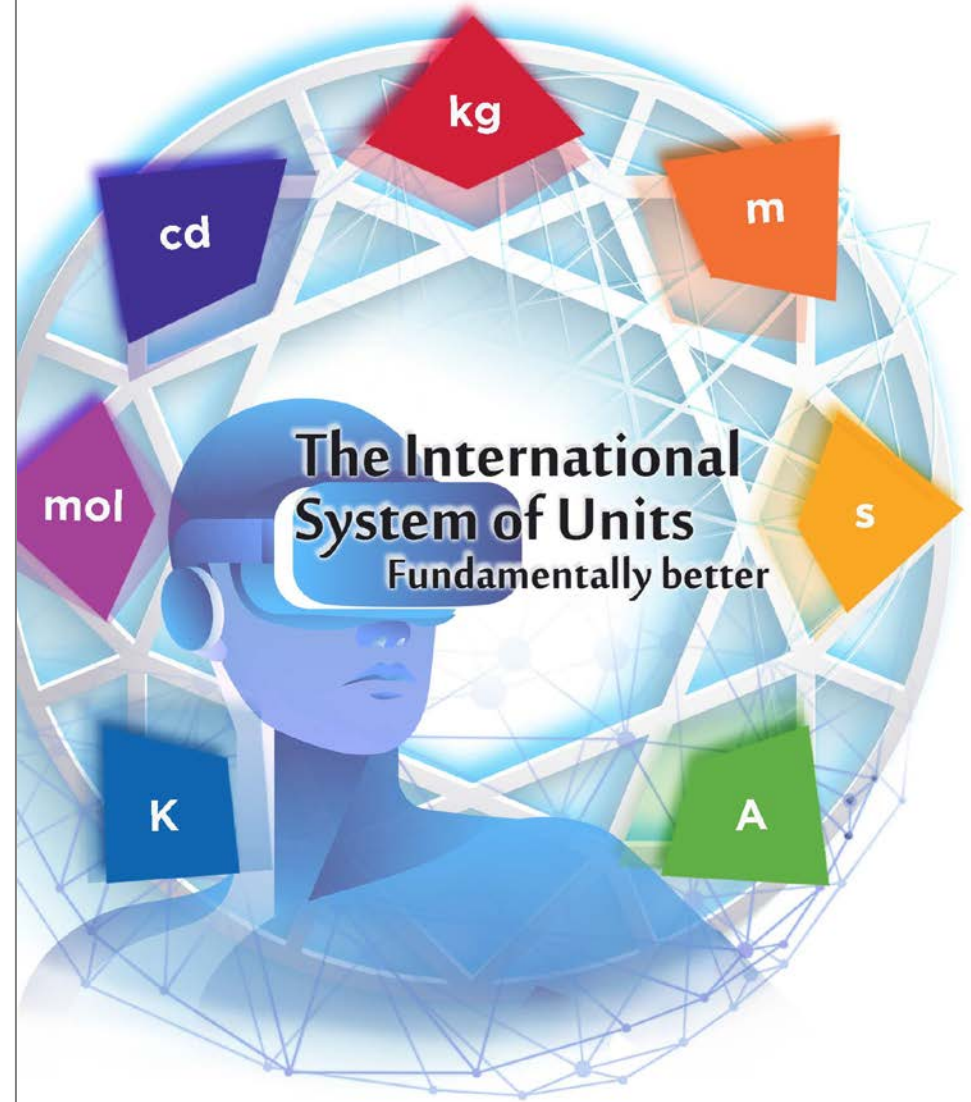 kg
cd
m
The International
System of Units
Fundamentally better
mol
s
K
A